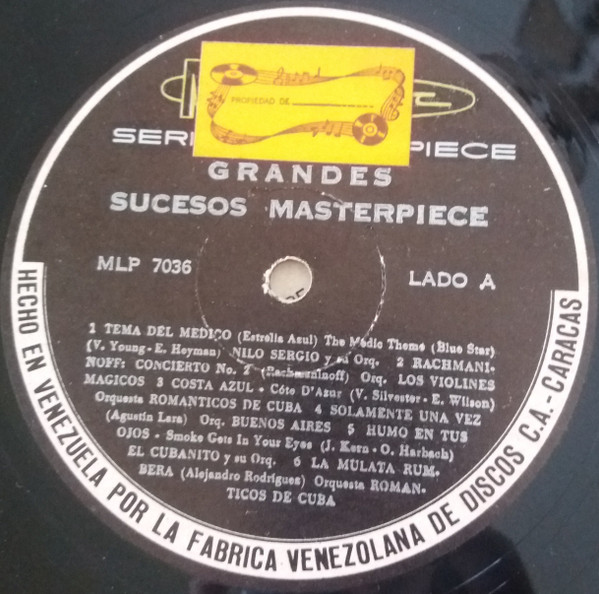 PROPIEDAD DE
SERI PIECE
GRANDES
SUCESOS MASTERPIECE
MLP 7036
LADO A
1 TEMA DEL MEDICO (Estrella Azul) The Medic Theme (Blue Star)
(V. Young - E. Heyman) NILO SERGIO y su Orq. 2 RACHMANI-
NOFF: CONCIERTO No. 2 (Rachmaninoff) Orq. LOS VIOLINES
MAGICOS 3 COSTA AZUL - Côte D'Azur (V. Silvester - E. Wilson)
Orquesta ROMANTICOS DE CUBA 4 SOLAMENTE UNA VEZ
(Agustín Lara) Orq. BUENOS AIRES 5 HUMO EN TUS
OJOS - Smoke Gets In Your Eyes (J. Kern - O. Harbach)
EL CUBANITO y su Orq. 6 LA MULATA RUM-
BERA (Alejandro Rodrígues) Orquesta ROMAN-
TICOS DE CUBA
HECHO EN VENEZUELA POR LA FABRICA VENEZOLANA DE DISCOS C.A.-CARACAS